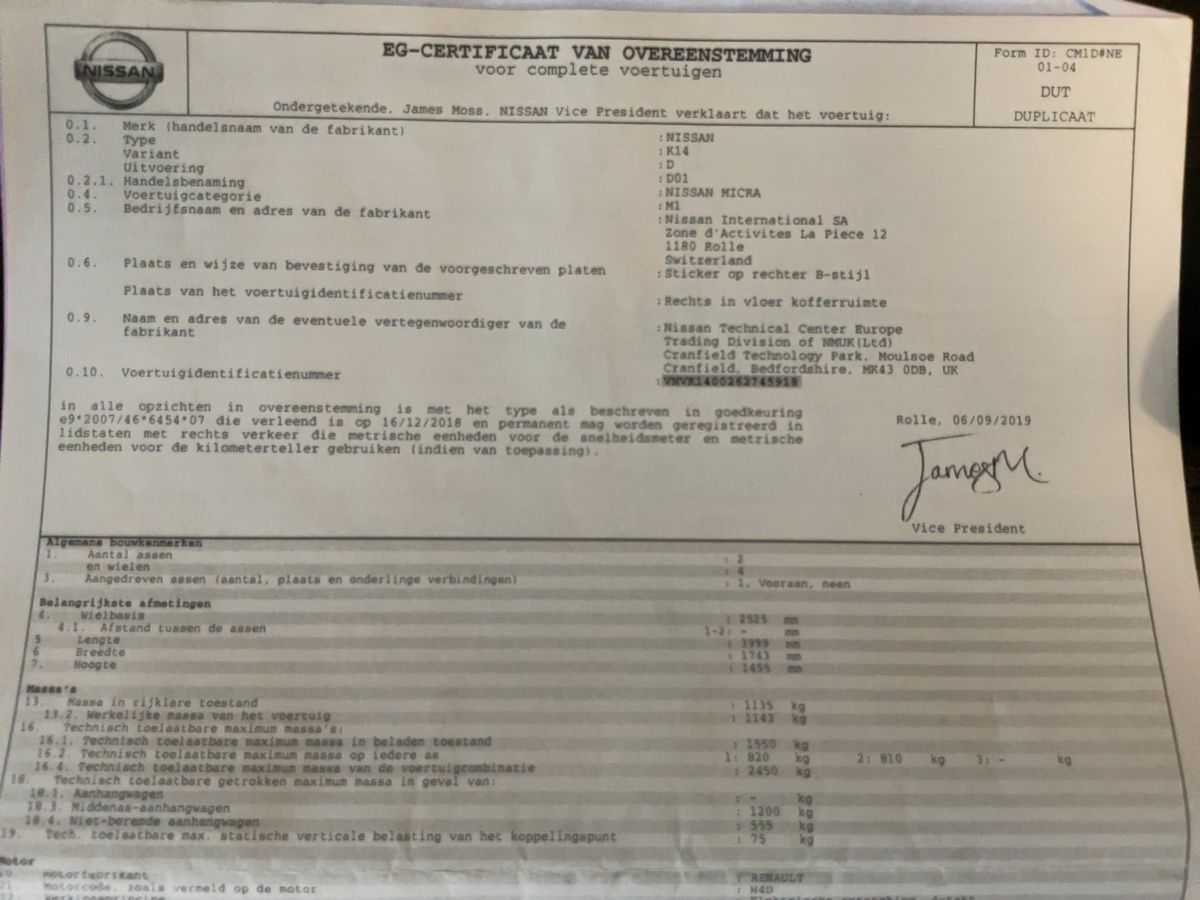 NISSAN
EG-CERTIFICAAT VAN OVEREENSTEMMING
voor complete voertuigen
Ondergetekende, James Moss, NISSAN Vice President verklaart dat het voertuig:
Form ID: CM1D#NE
01-04
DUT
DUPLICAAT
0.1. Merk (handelsnaam van de fabrikant) :NISSAN
0.2. Type :K14
Variant :D
Uitvoering :D01
0.2.1. Handelsbenaming :NISSAN MICRA
0.4. Voertuigcategorie :M1
0.5. Bedrijfsnaam en adres van de fabrikant :Nissan International SA
Zone d'Activites La Piece 12
1180 Rolle
Switzerland
0.6. Plaats en wijze van bevestiging van de voorgeschreven platen :Sticker op rechter B-stijl
Plaats van het voertuigidentificatienummer :Rechts in vloer kofferruimte
0.9. Naam en adres van de eventuele vertegenwoordiger van de :Nissan Technical Center Europe
fabrikant Trading Division of NMUK(Ltd)
Cranfield Technology Park, Moulsoe Road
Cranfield, Bedfordshire, MK43 0DB, UK
0.10. Voertuigidentificatienummer :VNVK1400262745918
in alle opzichten in overeenstemming is met het type als beschreven in goedkeuring
e9*2007/46*6454*07 die verleend is op 16/12/2018 en permanent mag worden geregistreerd in
lidstaten met rechts verkeer die metrische eenheden voor de snelheidsmeter en metrische
eenheden voor de kilometerteller gebruiken (indien van toepassing).
Rolle, 06/09/2019
James M.
Vice President
Algemene bouwkenmerken
1. Aantal assen : 2
en wielen : 4
3. Aangedreven assen (aantal, plaats en onderlinge verbindingen) : 1. Vooraan, neen
Belangrijkste afmetingen
4. Wielbasis : 2525 mm
4.1. Afstand tussen de assen 1-2: - mm
5 Lengte : 3999 mm
6 Breedte : 1743 mm
7. Hoogte : 1455 mm
Massa's
13. Massa in rijklare toestand : 1135 kg
13.2. Werkelijke massa van het voertuig : 1143 kg
16. Technisch toelaatbare maximum massa's:
16.1. Technisch toelaatbare maximum massa in beladen toestand : 1550 kg
16.2. Technisch toelaatbare maximum massa op iedere as 1: 820 kg 2: 810 kg 3: - kg
16.4. Technisch toelaatbare maximum massa van de voertuigcombinatie : 2450 kg
18. Technisch toelaatbare getrokken maximum massa in geval van:
18.1. Aanhangwagen : - kg
18.3. Middenas-aanhangwagen : 1200 kg
18.4. Niet-beremde aanhangwagen : 555 kg
19. Tech. toelaatbare max. statische verticale belasting van het koppelingspunt : 75 kg
Motor
Motorfabrikant : RENAULT
Motorcode, zoals vermeld op de motor : H4D